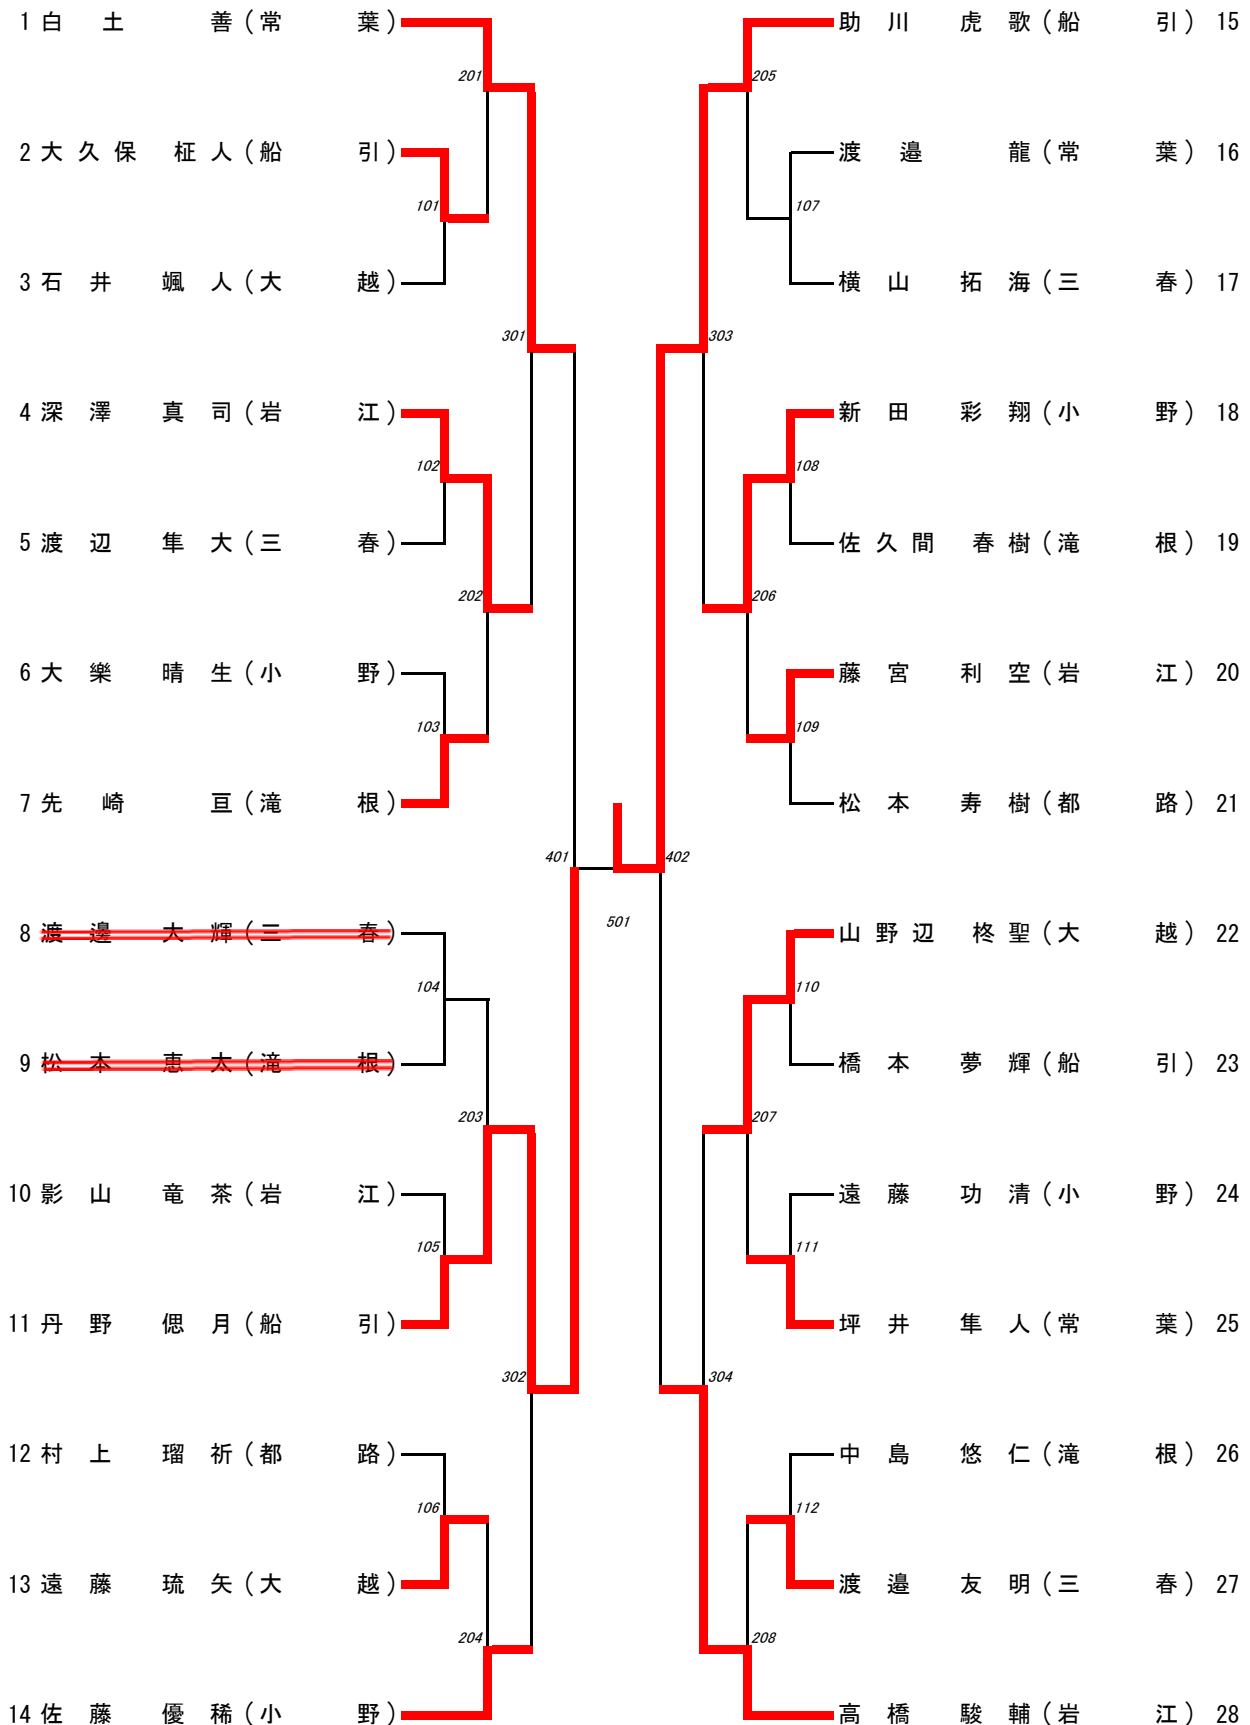 1 白土 善（常葉）
201
2 大久保 柾人（船引）
101
3 石井 颯人（大越）
301
4 深澤 真司（岩江）
102
5 渡辺 隼大（三春）
202
6 大樂 晴生（小野）
103
7 先崎 亘（滝根）
401
8 渡邊 大輝（三春）
104
9 松本 恵太（滝根）
203
10 影山 竜茶（岩江）
105
11 丹野 偲月（船引）
302
12 村上 瑠祈（都路）
106
13 遠藤 琉矢（大越）
204
14 佐藤 優稀（小野）
501
助川 虎歌（船引） 15
205
渡邉 龍（常葉） 16
107
横山 拓海（三春） 17
303
新田 彩翔（小野） 18
108
佐久間 春樹（滝根） 19
206
藤宮 利空（岩江） 20
109
松本 寿樹（都路） 21
402
山野辺 柊聖（大越） 22
110
橋本 夢輝（船引） 23
207
遠藤 功清（小野） 24
111
坪井 隼人（常葉） 25
304
中島 悠仁（滝根） 26
112
渡邉 友明（三春） 27
208
高橋 駿輔（岩江） 28